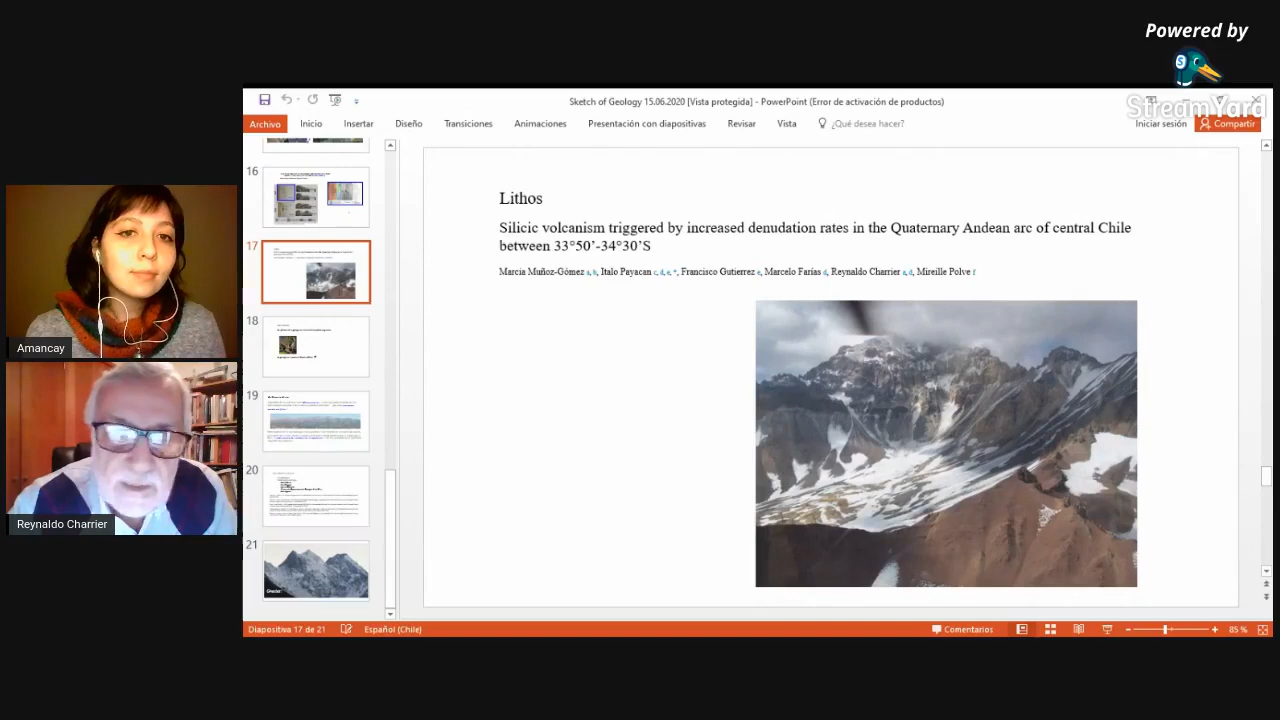 Powered by
StreamYard
Sketch of Geology 15.06.2020 [Vista protegida] - PowerPoint (Error de activación de productos)
Archivo Inicio Insertar Diseño Transiciones Animaciones Presentación con diapositivas Revisar Vista ¿Qué desea hacer? Iniciar sesión Compartir
16
17
18
19
20
21
Lithos
Silicic volcanism triggered by increased denudation rates in the Quaternary Andean arc of central Chile
between 33°50’-34°30’S
Marcia Muñoz-Gómez a, b, Italo Payacan c, d, e, *, Francisco Gutierrez e, Marcelo Farías d, Reynaldo Charrier a, d, Mireille Polve f
Amancay
Reynaldo Charrier
Diapositiva 17 de 21 Español (Chile) Comentarios 85 %